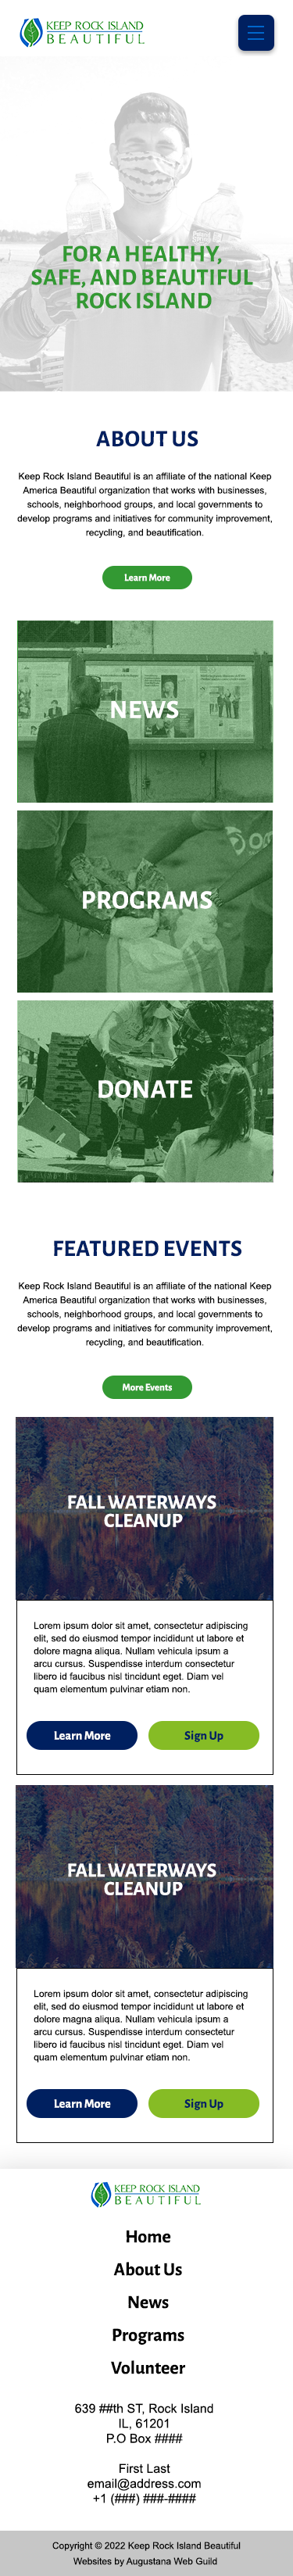 KEEP ROCK ISLAND
BEAUTIFUL
FOR A HEALTHY,
SAFE, AND BEAUTIFUL
ROCK ISLAND
ABOUT US
Keep Rock Island Beautiful is an affiliate of the national Keep
America Beautiful organization that works with businesses,
schools, neighborhood groups, and local governments to
develop programs and initiatives for community improvement,
recycling, and beautification.
Learn More
NEWS
PROGRAMS
DONATE
FEATURED EVENTS
Keep Rock Island Beautiful is an affiliate of the national Keep
America Beautiful organization that works with businesses,
schools, neighborhood groups, and local governments to
develop programs and initiatives for community improvement,
recycling, and beautification.
More Events
FALL WATERWAYS
CLEANUP
Lorem ipsum dolor sit amet, consectetur adipiscing
elit, sed do eiusmod tempor incididunt ut labore et
dolore magna aliqua. Nullam vehicula ipsum a
arcu cursus. Suspendisse interdum consectetur
libero id faucibus nisl tincidunt eget. Diam vel
quam elementum pulvinar etiam non.
Learn More
Sign Up
FALL WATERWAYS
CLEANUP
Lorem ipsum dolor sit amet, consectetur adipiscing
elit, sed do eiusmod tempor incididunt ut labore et
dolore magna aliqua. Nullam vehicula ipsum a
arcu cursus. Suspendisse interdum consectetur
libero id faucibus nisl tincidunt eget. Diam vel
quam elementum pulvinar etiam non.
Learn More
Sign Up
KEEP ROCK ISLAND
BEAUTIFUL
Home
About Us
News
Programs
Volunteer
639 ##th ST, Rock Island
IL, 61201
P.O Box ####
First Last
email@address.com
+1 (###) ###-####
Copyright © 2022 Keep Rock Island Beautiful
Websites by Augustana Web Guild